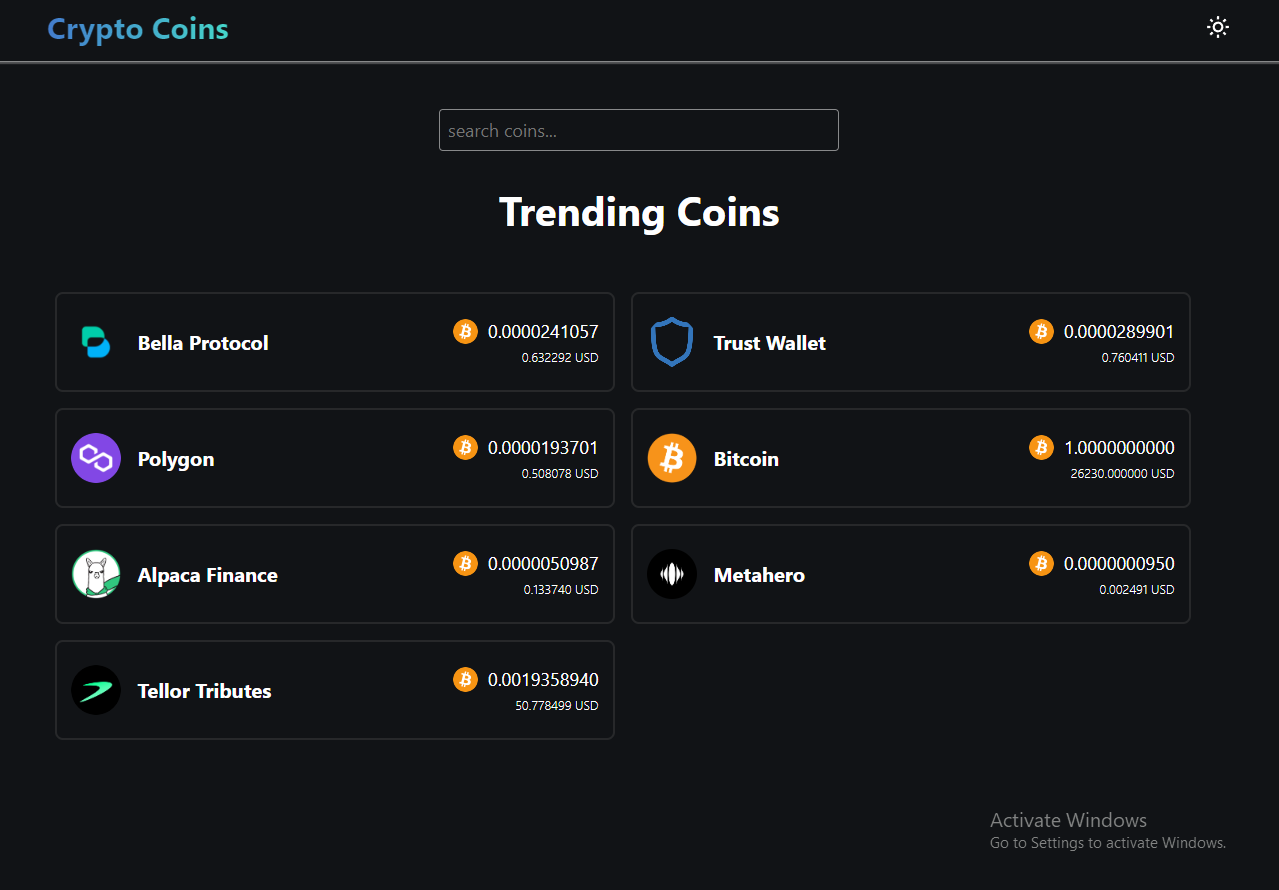 Crypto Coins
search coins...
Trending Coins
Bella Protocol
0.0000241057
0.632292 USD
Trust Wallet
0.0000289901
0.760411 USD
Polygon
0.0000193701
0.508078 USD
Bitcoin
1.0000000000
26230.000000 USD
Alpaca Finance
0.0000050987
0.133740 USD
Metahero
0.0000000950
0.002491 USD
Tellor Tributes
0.0019358940
50.778499 USD
Activate Windows
Go to Settings to activate Windows.